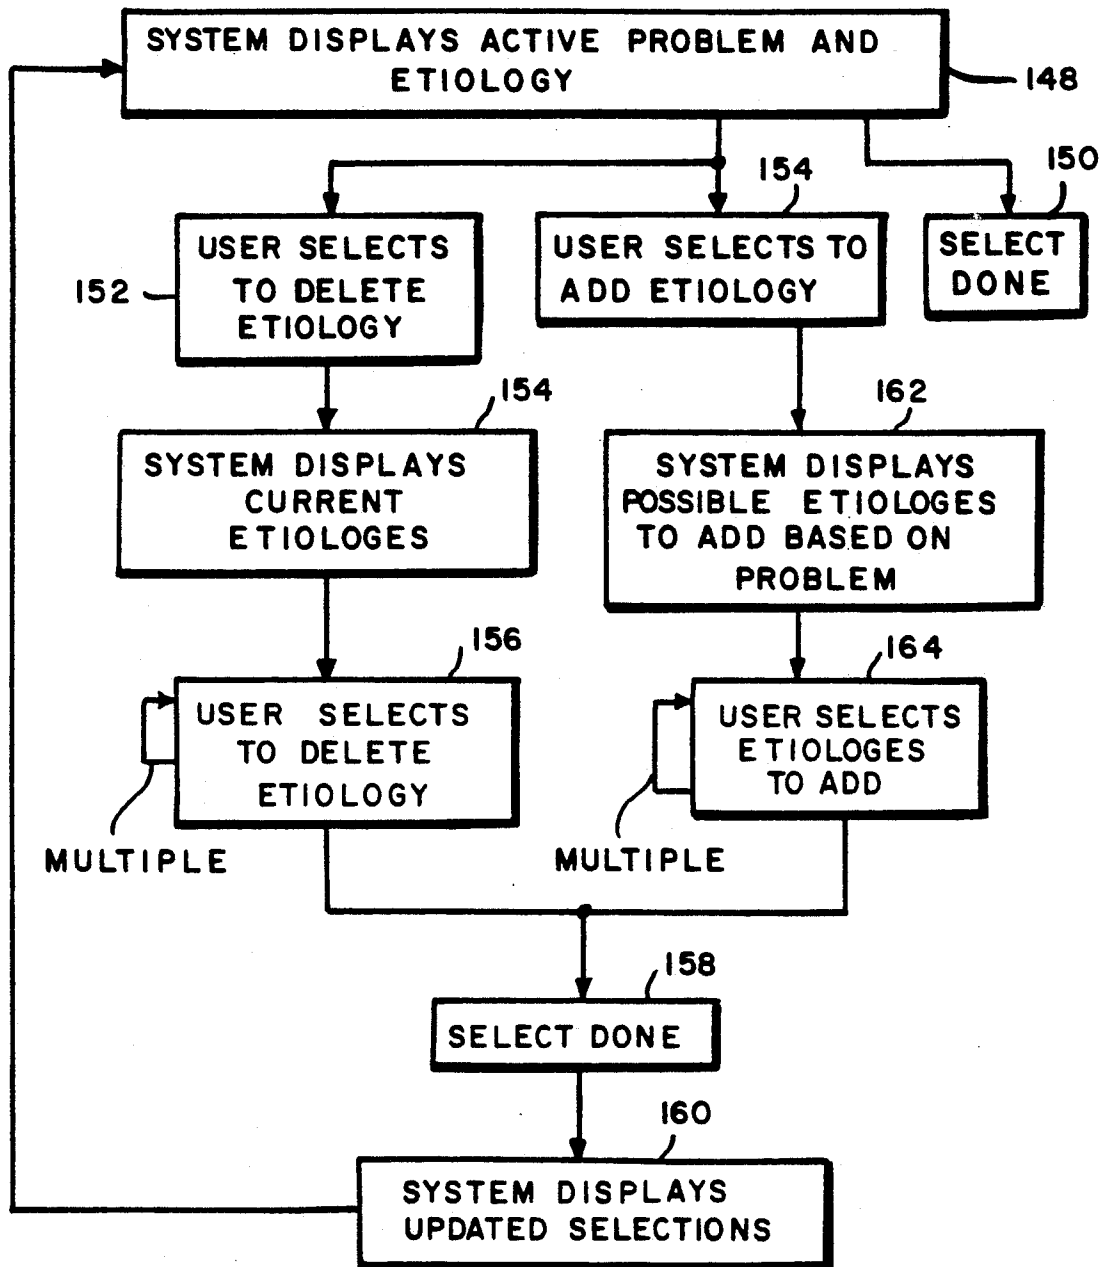 SYSTEM DISPLAYS ACTIVE PROBLEM AND
ETIOLOGY
148
150
154
USER SELECTS
TO DELETE
ETIOLOGY
152
USER SELECTS TO
ADD ETIOLOGY
SELECT
DONE
154
162
SYSTEM DISPLAYS
CURRENT
ETIOLOGES
SYSTEM DISPLAYS
POSSIBLE ETIOLOGES
TO ADD BASED ON
PROBLEM
156
164
USER SELECTS
TO DELETE
ETIOLOGY
MULTIPLE
USER SELECTS
ETIOLOGES
TO ADD
MULTIPLE
158
SELECT DONE
160
SYSTEM DISPLAYS
UPDATED SELECTIONS